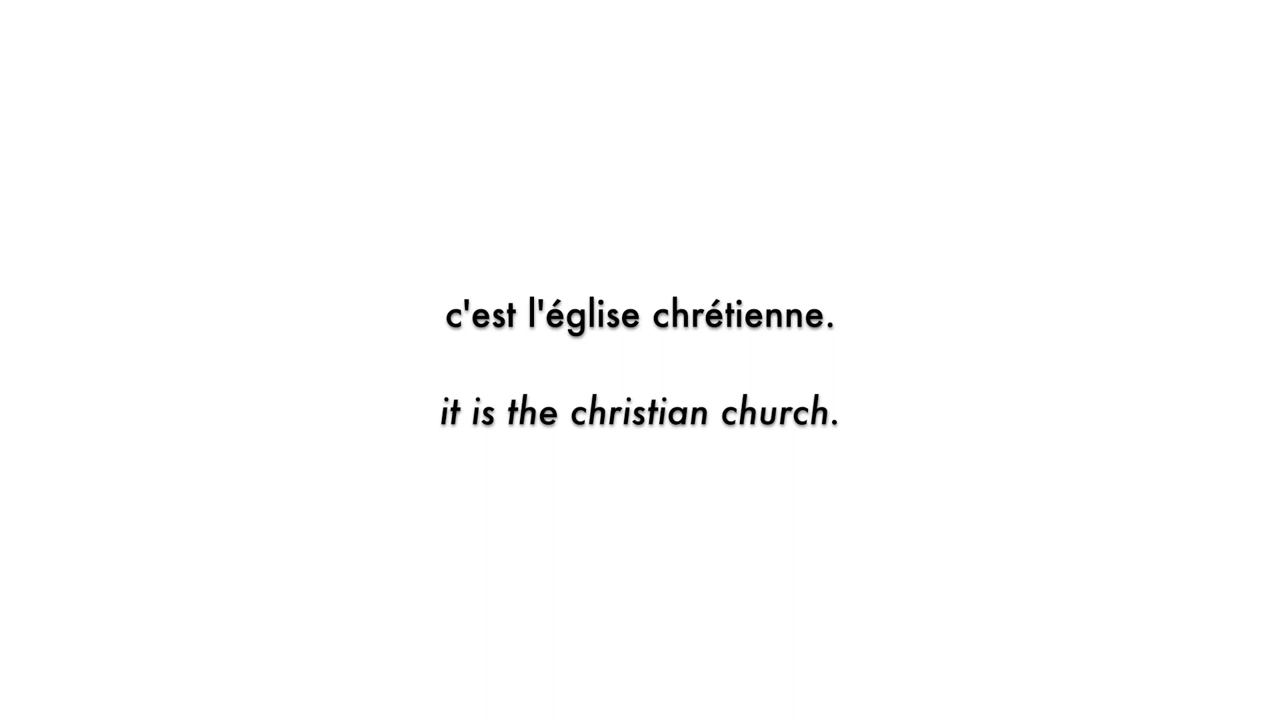 c'est l'église chrétienne.
it is the christian church.